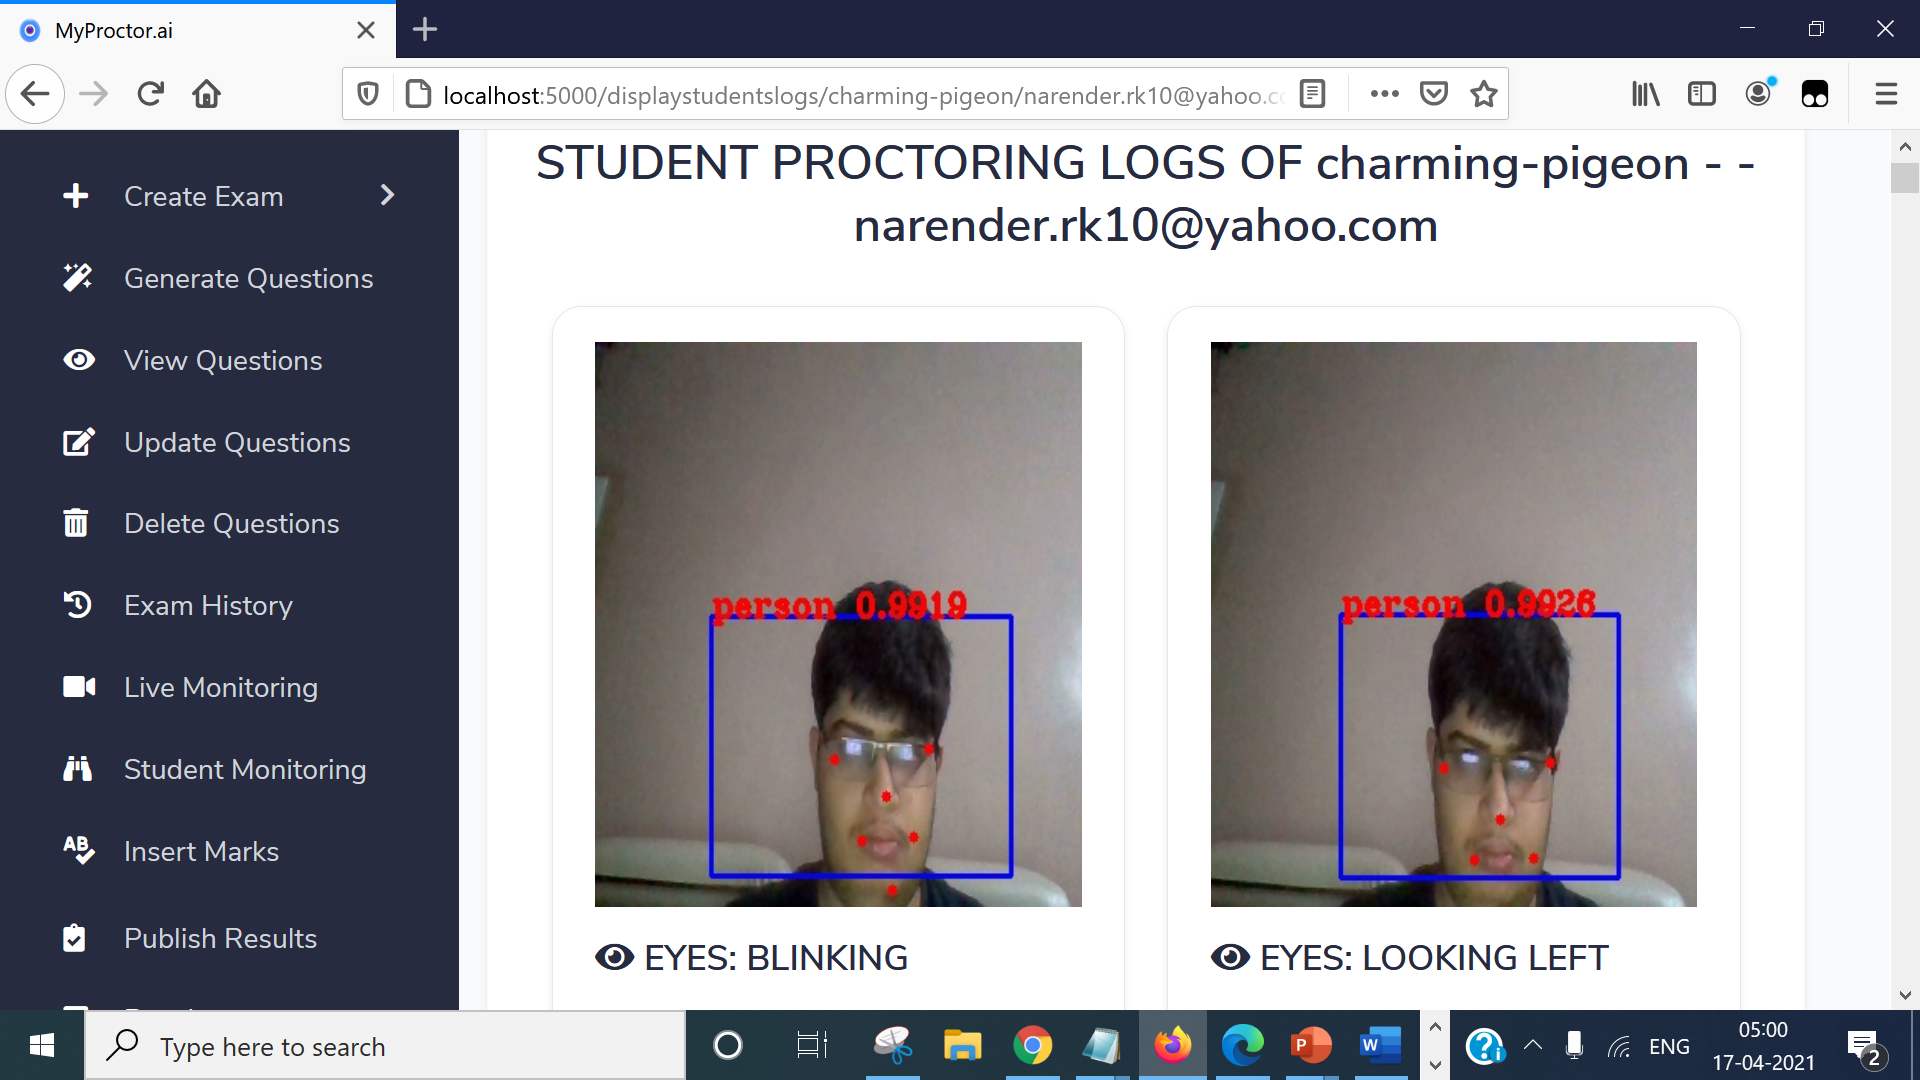 MyProctor.ai
localhost:5000/displaystudentslogs/charming-pigeon/narender.rk10@yahoo.c
STUDENT PROCTORING LOGS OF charming-pigeon - -
narender.rk10@yahoo.com
Create Exam
Generate Questions
View Questions
Update Questions
Delete Questions
Exam History
Live Monitoring
Student Monitoring
AB
Insert Marks
Publish Results
person 0.9919
person 0.9926
EYES: BLINKING
EYES: LOOKING LEFT
Type here to search
P
W
ENG
05:00
17-04-2021
2